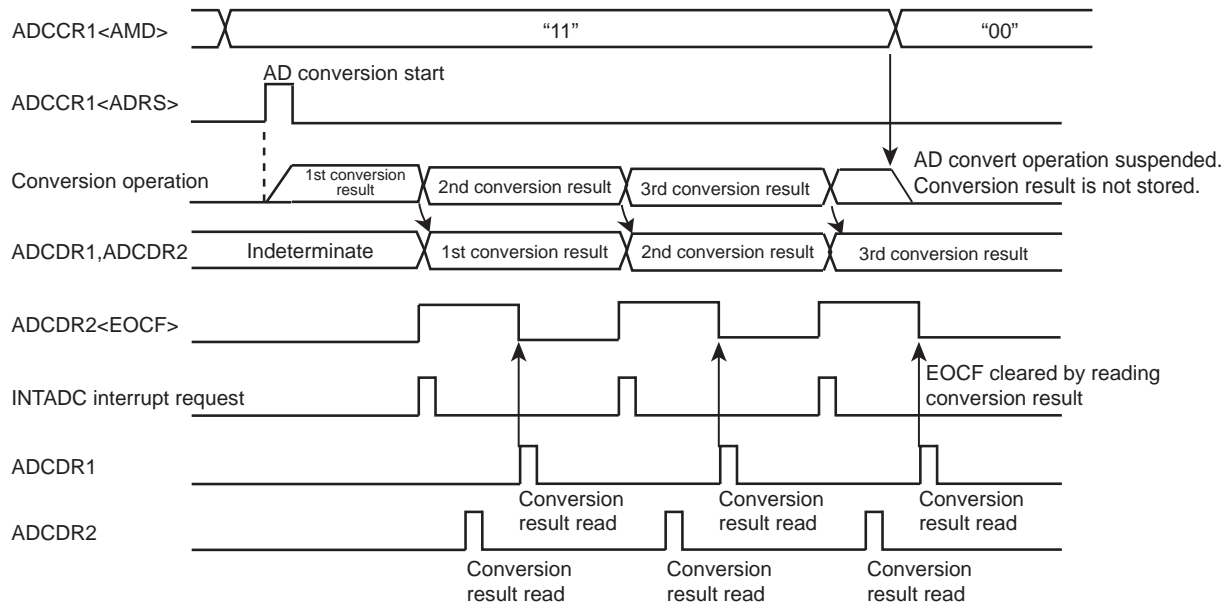 ADCCR1<AMD>
“11”
“00”
AD conversion start
ADCCR1<ADRS>
Conversion operation
1st conversion
result
2nd conversion result
3rd conversion result
AD convert operation suspended.
Conversion result is not stored.
ADCDR1,ADCDR2
Indeterminate
1st conversion result
2nd conversion result
3rd conversion result
ADCDR2<EOCF>
EOCF cleared by reading
conversion result
INTADC interrupt request
ADCDR1
Conversion
result read
Conversion
result read
Conversion
result read
ADCDR2
Conversion
result read
Conversion
result read
Conversion
result read